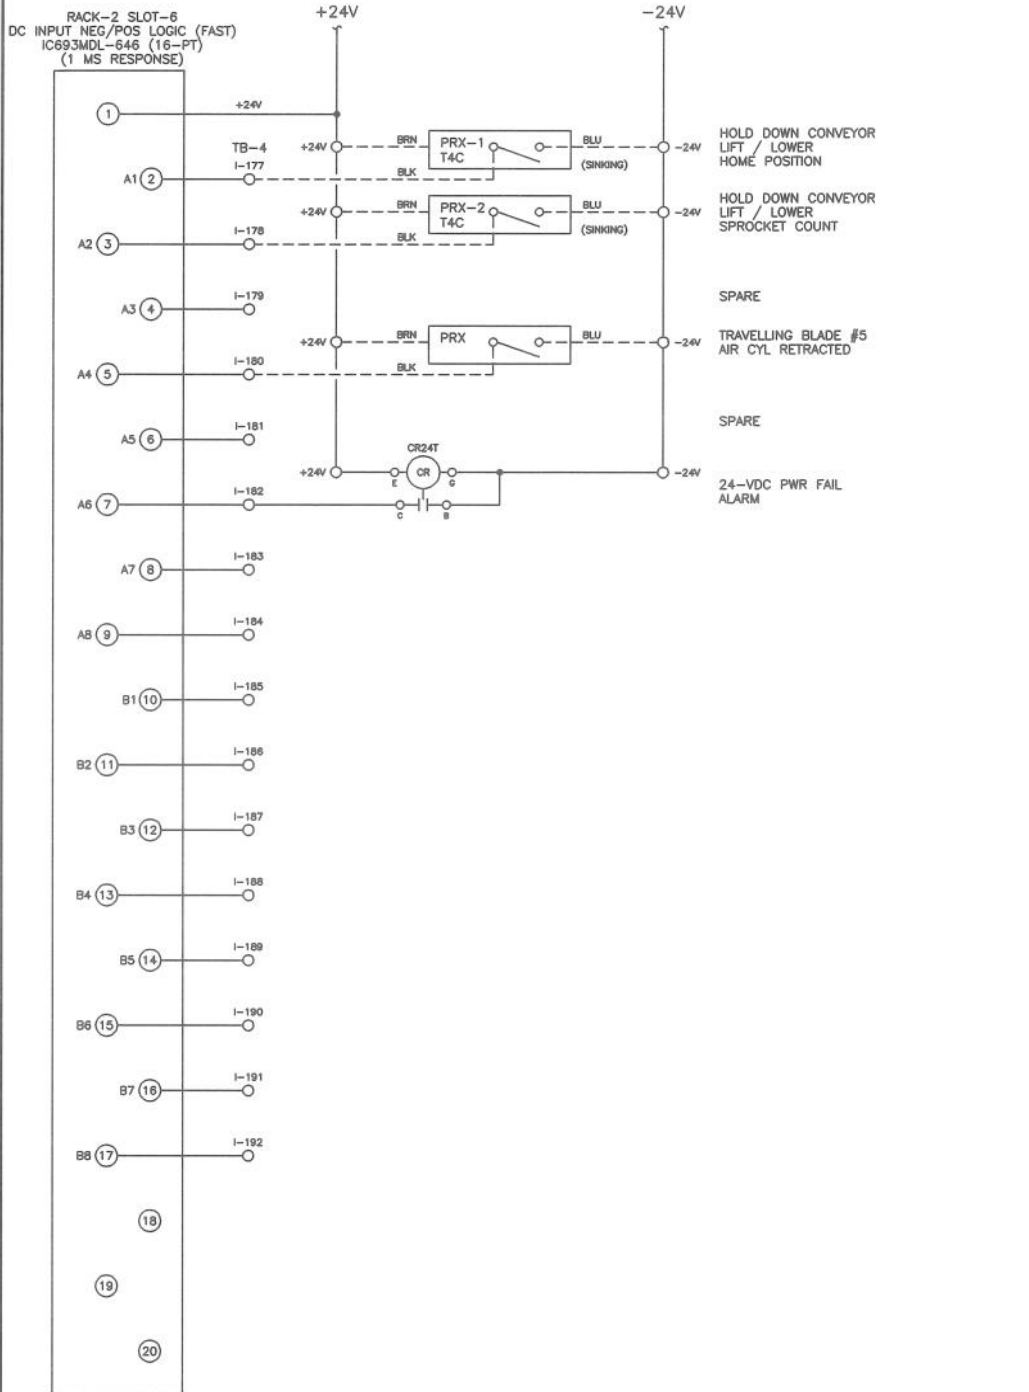 RACK-2 SLOT-6
DC INPUT NEG/POS LOGIC (FAST)
IC693MDL-646 (16-PT)
(1 MS RESPONSE)
+24V
-24V
1
+24V
TB-4
+24V
BRN
PRX-1
T4C
BLU
(SINKING)
-24V
HOLD DOWN CONVEYOR
LIFT / LOWER
HOME POSITION
A1 2
I-177
BLK
+24V
BRN
PRX-2
T4C
BLU
(SINKING)
-24V
HOLD DOWN CONVEYOR
LIFT / LOWER
SPROCKET COUNT
A2 3
I-178
BLK
A3 4
I-179
SPARE
+24V
BRN
PRX
BLU
-24V
TRAVELLING BLADE #5
AIR CYL RETRACTED
A4 5
I-180
BLK
A5 6
I-181
SPARE
CR24T
+24V
E
CR
G
-24V
24-VDC PWR FAIL
ALARM
A6 7
I-182
C
B
A7 8
I-183
A8 9
I-184
B1 10
I-185
B2 11
I-186
B3 12
I-187
B4 13
I-188
B5 14
I-189
B6 15
I-190
B7 16
I-191
B8 17
I-192
18
19
20